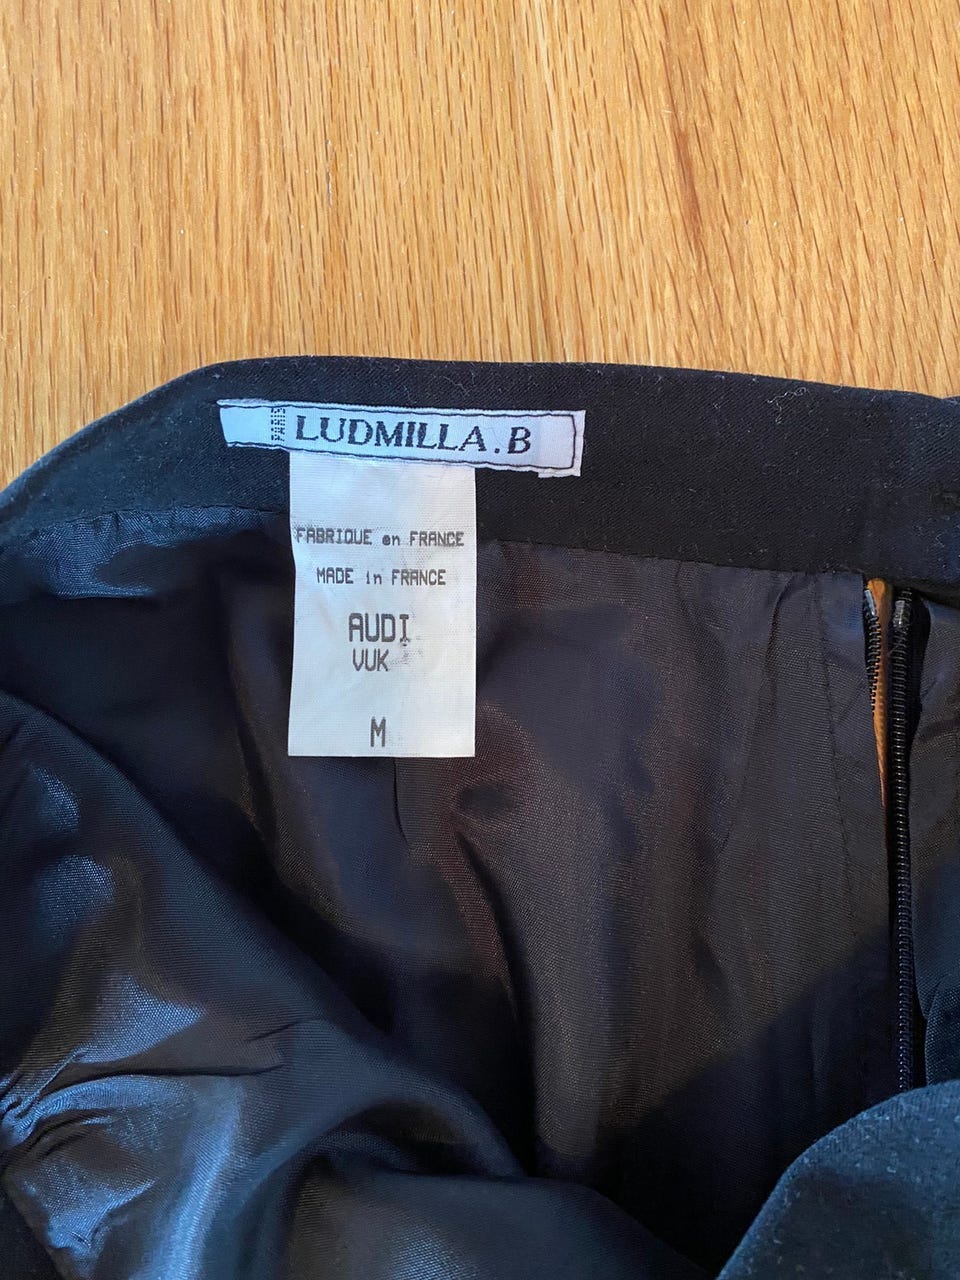 PARIS LUDMILLA.B
FABRIQUE en FRANCE
MADE in FRANCE
AUDI
VUK
M